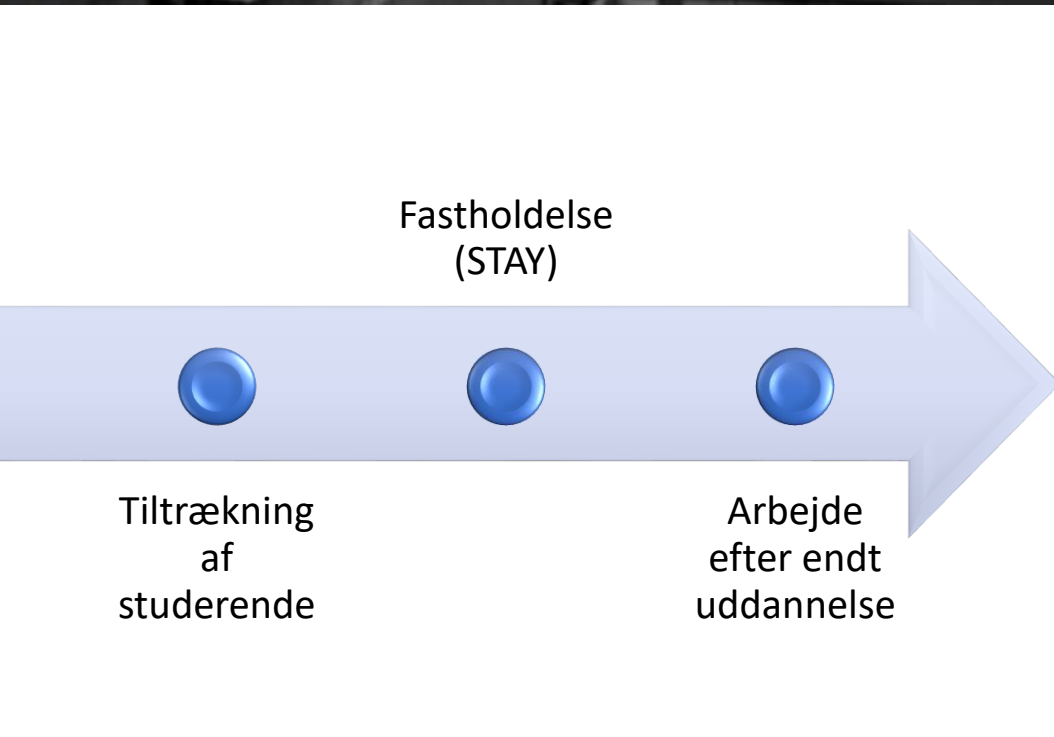 Fastholdelse
(STAY)
Tiltrækning
af
studerende
Arbejde
efter endt
uddannelse